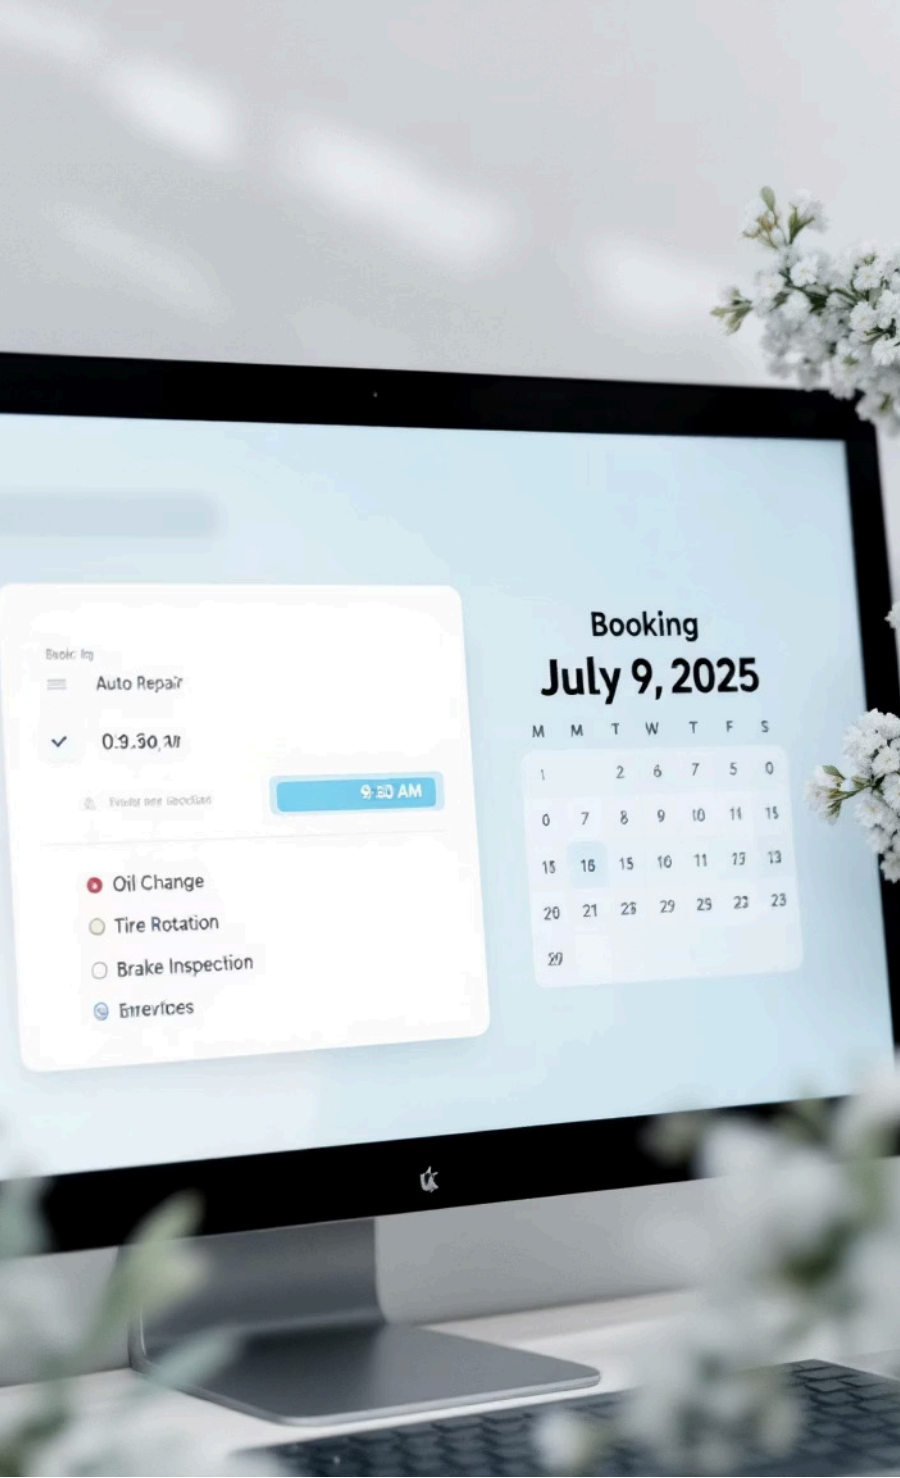 Auto Repair
9:30 AM
Oil Change
Tire Rotation
Brake Inspection
Booking
July 9, 2025
M M T W T F S
1 2 6 7 5 0
0 7 8 9 10 11 15
15 16 15 10 11 13
20 21 29 29 23